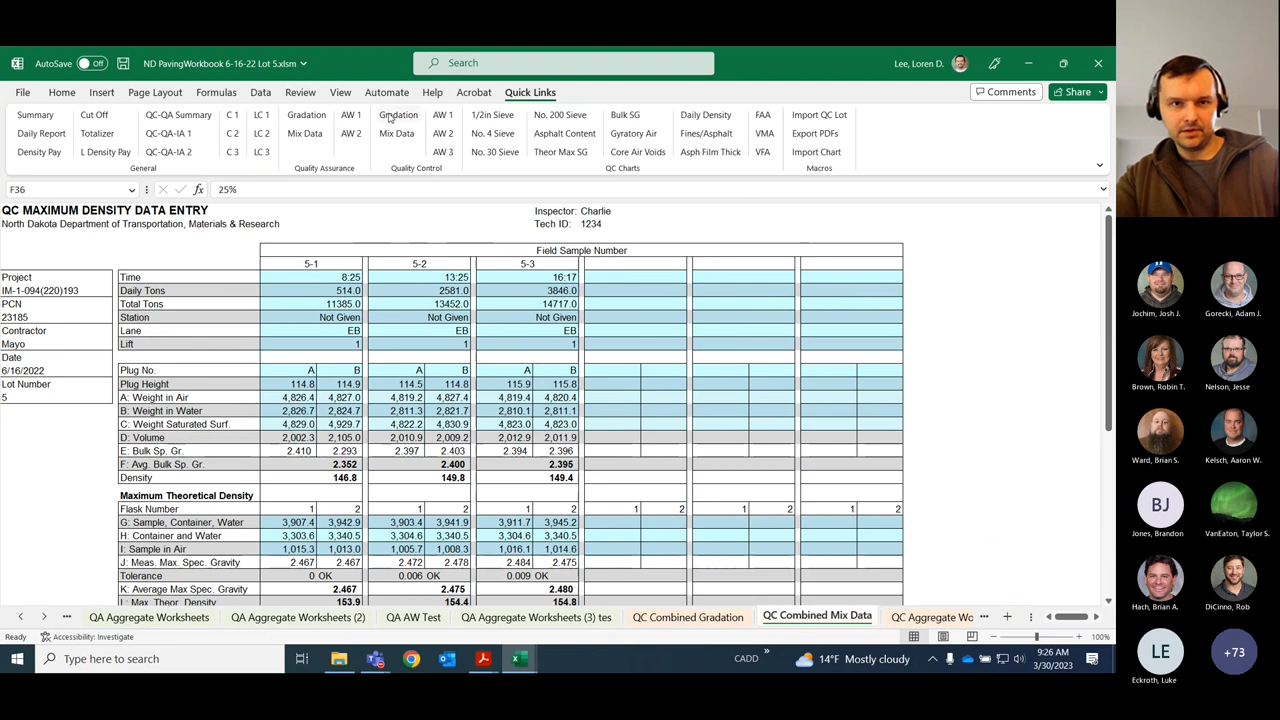 AutoSave Off ND PavingWorkbook 6-16-22 Lot 5.xlsm Search Lee, Loren D.
File Home Insert Page Layout Formulas Data Review View Automate Help Acrobat Quick Links Comments Share
Summary Cut Off QC-QA Summary C 1 LC 1 Gradation AW 1 Gradation AW 1 1/2in Sieve No. 200 Sieve Bulk SG Daily Density FAA Import QC Lot
Daily Report Totalizer QC-QA-IA 1 C 2 LC 2 Mix Data AW 2 Mix Data AW 2 No. 4 Sieve Asphalt Content Gyratory Air Fines/Asphalt VMA Export PDFs
Density Pay L Density Pay QC-QA-IA 2 C 3 LC 3 AW 3 No. 30 Sieve Theor Max SG Core Air Voids Asph Film Thick VFA Import Chart
General Quality Assurance Quality Control QC Charts Macros
F36 fx 25%
QC MAXIMUM DENSITY DATA ENTRY Inspector: Charlie
North Dakota Department of Transportation, Materials & Research Tech ID: 1234
Field Sample Number
5-1 5-2 5-3
Project Time 8:25 13:25 16:17
IM-1-094(220)193 Daily Tons 514.0 2581.0 3846.0
PCN Total Tons 11385.0 13452.0 14717.0
23185 Station Not Given Not Given Not Given
Contractor Lane EB EB EB
Mayo Lift 1 1 1
Date
6/16/2022 Plug No. A B A B A B
Lot Number Plug Height 114.8 114.9 114.5 114.8 115.9 115.8
5 A: Weight in Air 4,826.4 4,827.0 4,819.2 4,827.4 4,819.4 4,820.4
B: Weight in Water 2,826.7 2,824.7 2,811.3 2,821.7 2,810.1 2,811.1
C: Weight Saturated Surf. 4,829.0 4,929.7 4,822.2 4,830.9 4,823.0 4,823.0
D: Volume 2,002.3 2,105.0 2,010.9 2,009.2 2,012.9 2,011.9
E: Bulk Sp. Gr. 2.410 2.293 2.397 2.403 2.394 2.396
F: Avg. Bulk Sp. Gr. 2.352 2.400 2.395
Density 146.8 149.8 149.4
Maximum Theoretical Density
Flask Number 1 2 1 2 1 2 1 2 1 2 1 2
G: Sample, Container, Water 3,907.4 3,942.9 3,903.4 3,941.9 3,911.7 3,945.2
H: Container and Water 3,303.6 3,340.5 3,304.6 3,340.5 3,304.6 3,340.5
I: Sample in Air 1,015.3 1,013.0 1,005.7 1,008.3 1,016.1 1,014.6
J: Meas. Max. Spec. Gravity 2.467 2.467 2.472 2.478 2.484 2.475
Tolerance 0 OK 0.006 OK 0.009 OK
K: Average Max Spec. Gravity 2.467 2.475 2.480
L: Max. Theor. Density 153.9 154.4 154.8
QA Aggregate Worksheets QA Aggregate Worksheets (2) QA AW Test QA Aggregate Worksheets (3) tes QC Combined Gradation QC Combined Mix Data QC Aggregate Wo
Ready Accessibility: Investigate 100%
Type here to search CADD 14°F Mostly cloudy 9:26 AM
3/30/2023
Jochim, Josh J. Gorecki, Adam J.
Brown, Robin T. Nelson, Jesse
Ward, Brian S. Kelsch, Aaron W.
BJ
Jones, Brandon VanEaton, Taylor S.
Hach, Brian A. DiCinno, Rob
LE +73
Eckroth, Luke